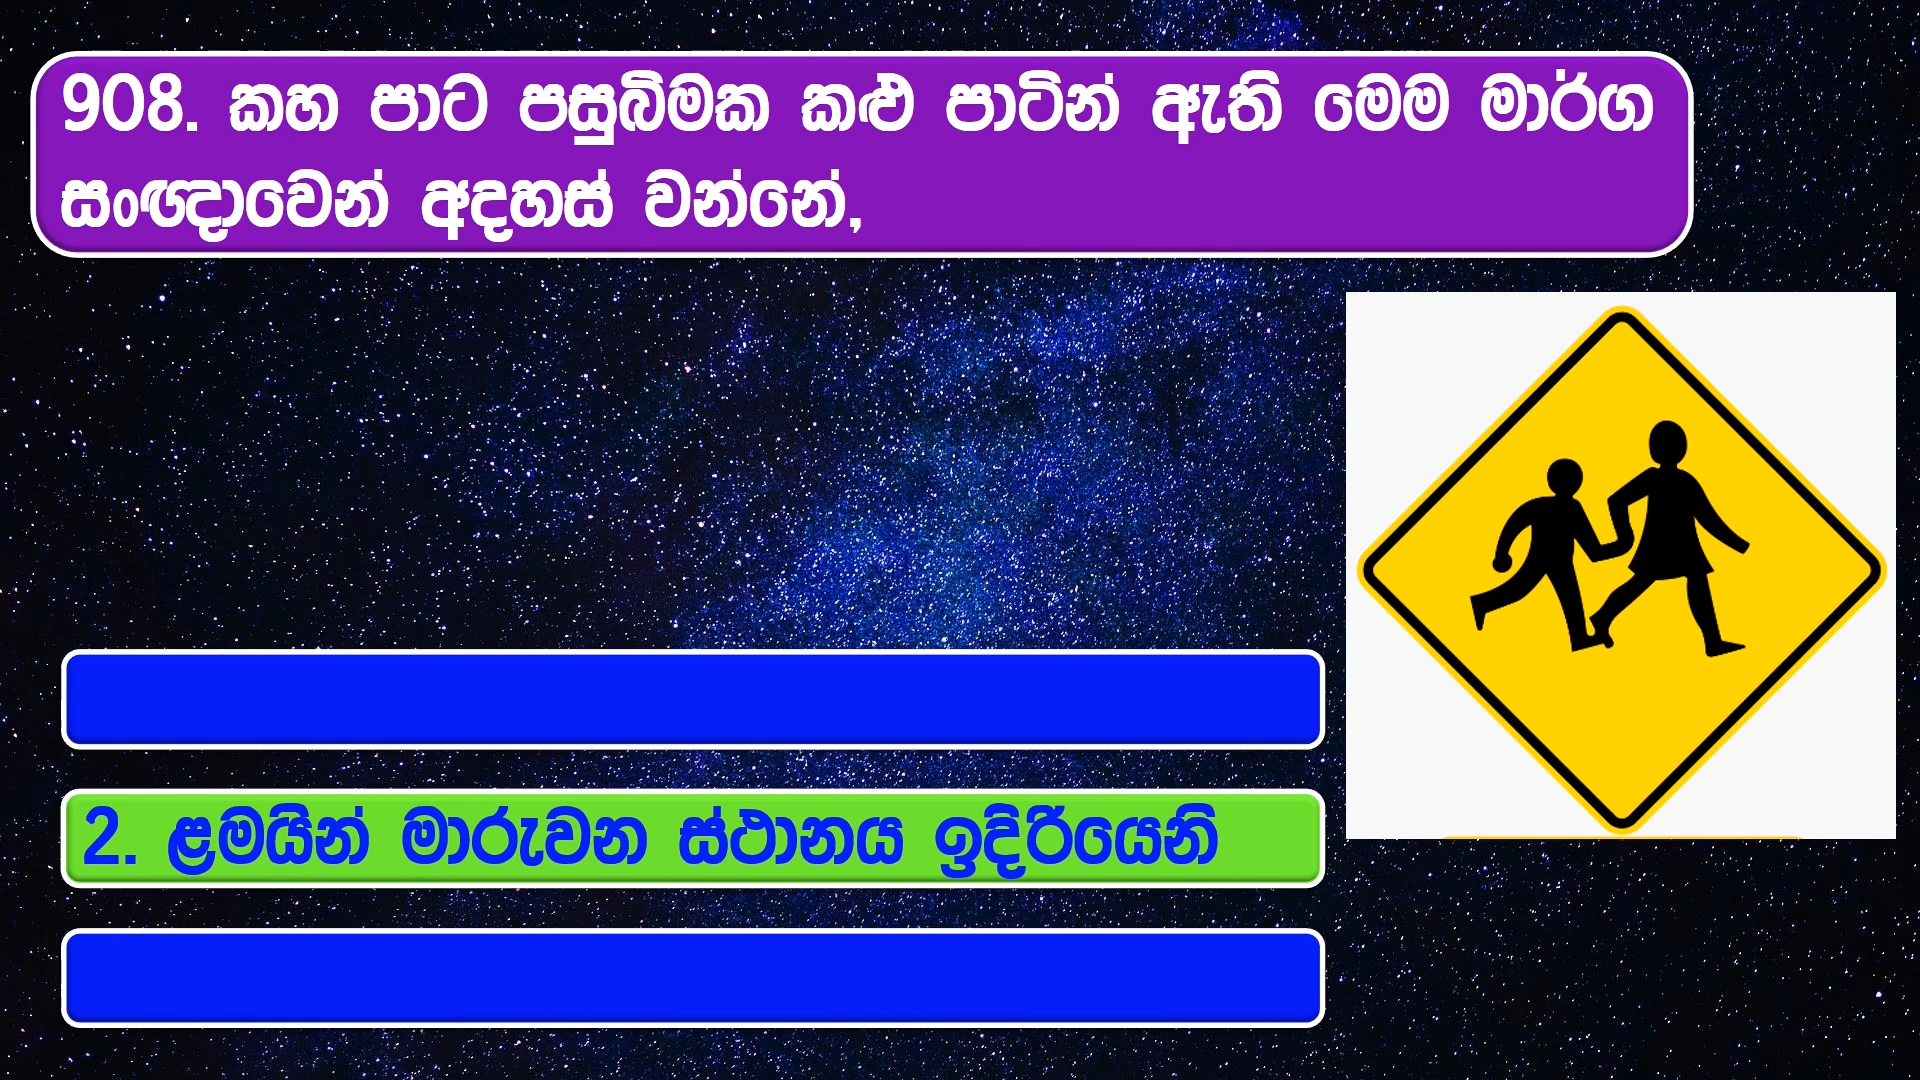 908. කහ පාට පසුබිමක කළු පාටින් ඇති මෙම මාර්ග
සංඥාවෙන් අදහස් වන්නේ,
2. ළමයින් මාරුවන ස්ථානය ඉදිරියෙනි